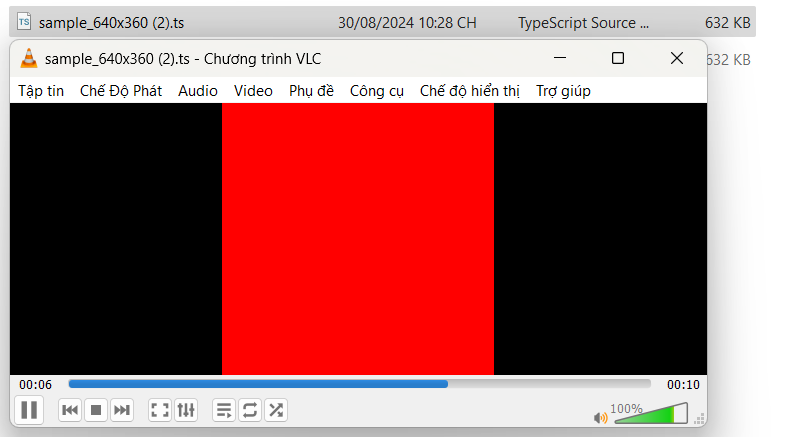 TS sample_640x360 (2).ts 30/08/2024 10:28 CH TypeScript Source ... 632 KB
sample_640x360 (2).ts - Chương trình VLC
632 KB
Tập tin Chế Độ Phát Audio Video Phụ đề Công cụ Chế độ hiển thị Trợ giúp
00:06 00:10
100%